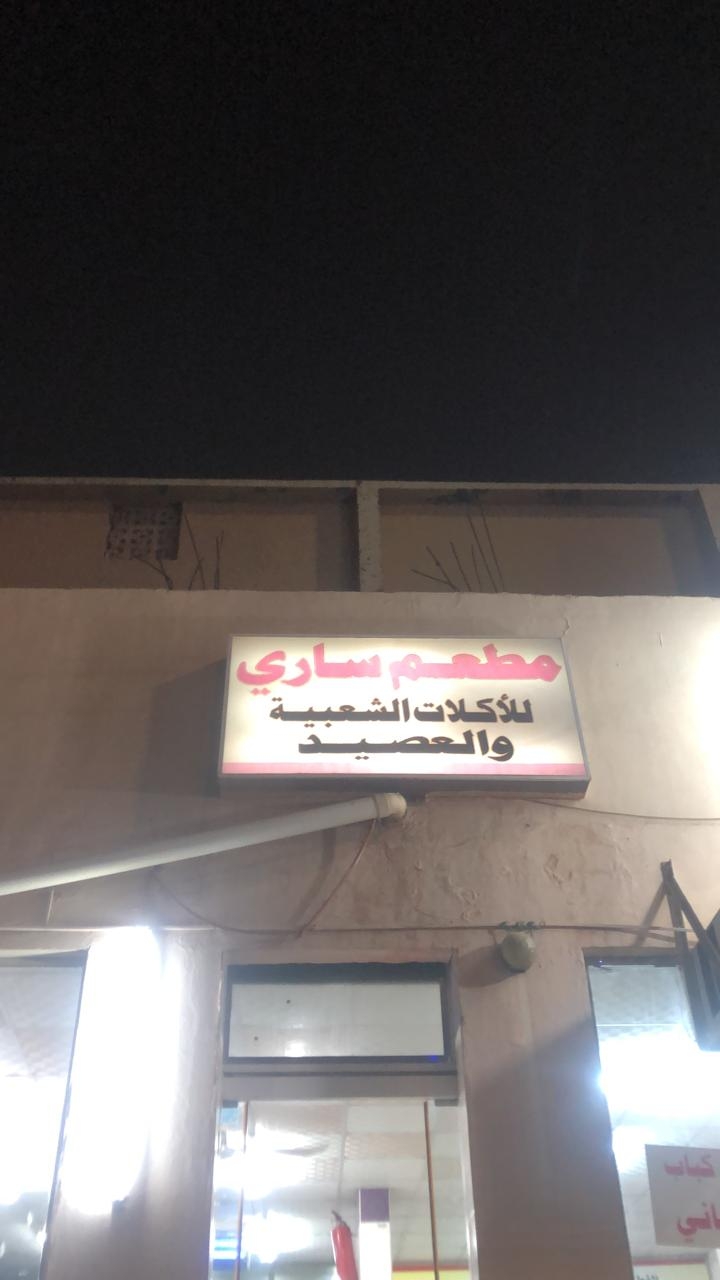 مطعم ساري
للأكلات الشعبية
والعصيد
كباب